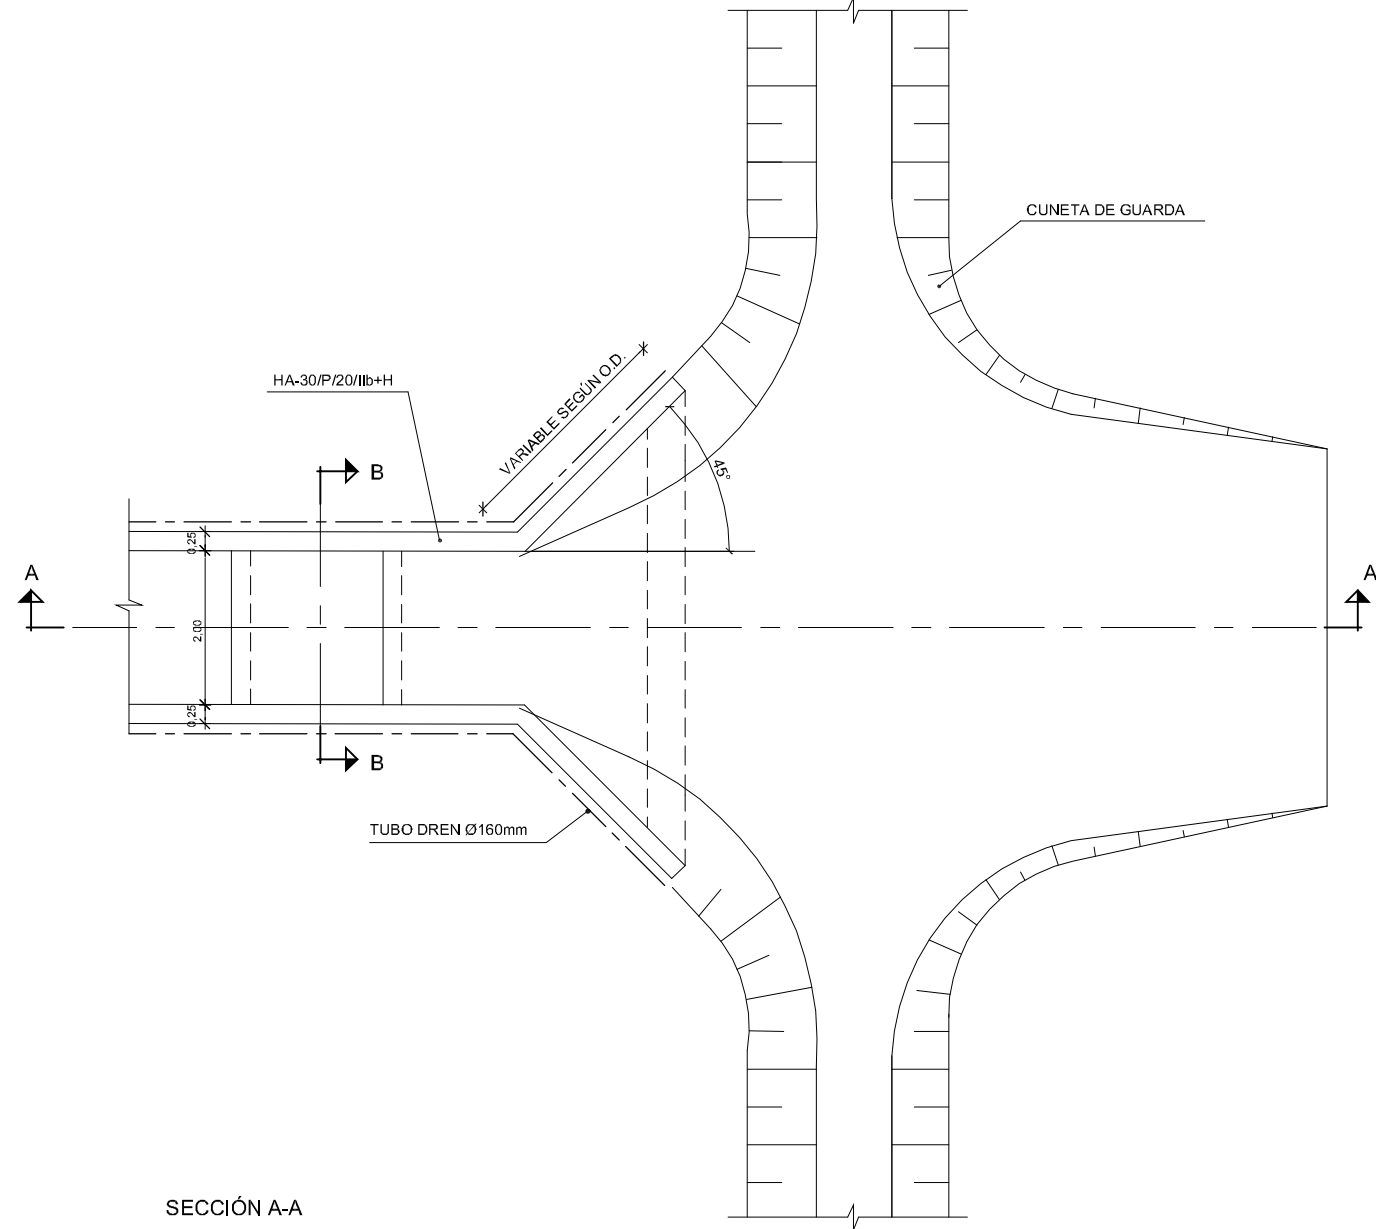 CUNETA DE GUARDA
HA-30/P/20/IIb+H
VARIABLE SEGÚN O.D.
45°
B
0,25
A
A
2,00
0,25
B
TUBO DREN Ø160mm
SECCIÓN A-A